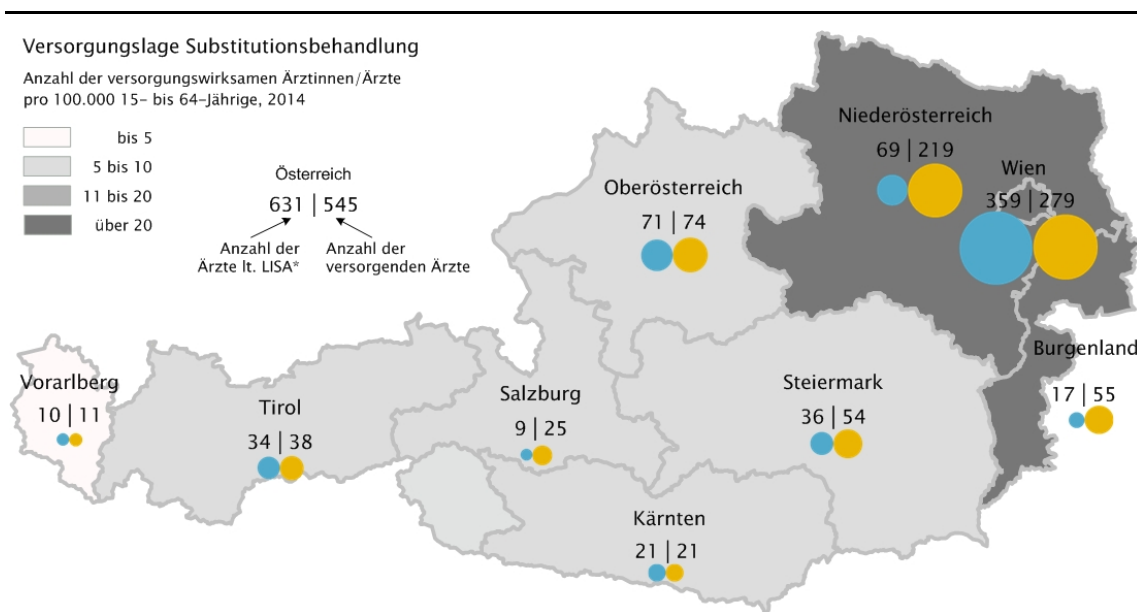 Versorgungslage Substitutionsbehandlung
Anzahl der versorgungswirksamen Ärztinnen/Ärzte
pro 100.000 15- bis 64-Jährige, 2014
bis 5
5 bis 10
11 bis 20
über 20
Österreich
631 | 545
Anzahl der
Ärzte lt. LISA*
Anzahl der
versorgenden Ärzte
Niederösterreich
69 | 219
Wien
359 | 279
Oberösterreich
71 | 74
Burgenland
17 | 55
Vorarlberg
10 | 11
Tirol
34 | 38
Salzburg
9 | 25
Steiermark
36 | 54
Kärnten
21 | 21